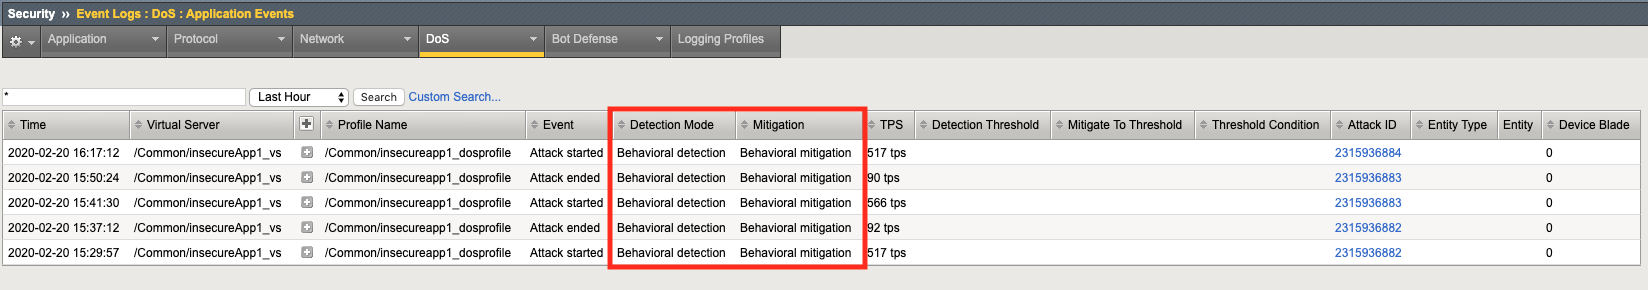 Security ›› Event Logs : DoS : Application Events
Application Protocol Network DoS Bot Defense Logging Profiles
* Last Hour Search Custom Search...
Time Virtual Server Profile Name Event Detection Mode Mitigation TPS Detection Threshold Mitigate To Threshold Threshold Condition Attack ID Entity Type Entity Device Blade
2020-02-20 16:17:12 /Common/insecureApp1_vs /Common/insecureapp1_dosprofile Attack started Behavioral detection Behavioral mitigation 517 tps 2315936884 0
2020-02-20 15:50:24 /Common/insecureApp1_vs /Common/insecureapp1_dosprofile Attack ended Behavioral detection Behavioral mitigation 90 tps 2315936883 0
2020-02-20 15:41:30 /Common/insecureApp1_vs /Common/insecureapp1_dosprofile Attack started Behavioral detection Behavioral mitigation 566 tps 2315936883 0
2020-02-20 15:37:12 /Common/insecureApp1_vs /Common/insecureapp1_dosprofile Attack ended Behavioral detection Behavioral mitigation 92 tps 2315936882 0
2020-02-20 15:29:57 /Common/insecureApp1_vs /Common/insecureapp1_dosprofile Attack started Behavioral detection Behavioral mitigation 517 tps 2315936882 0